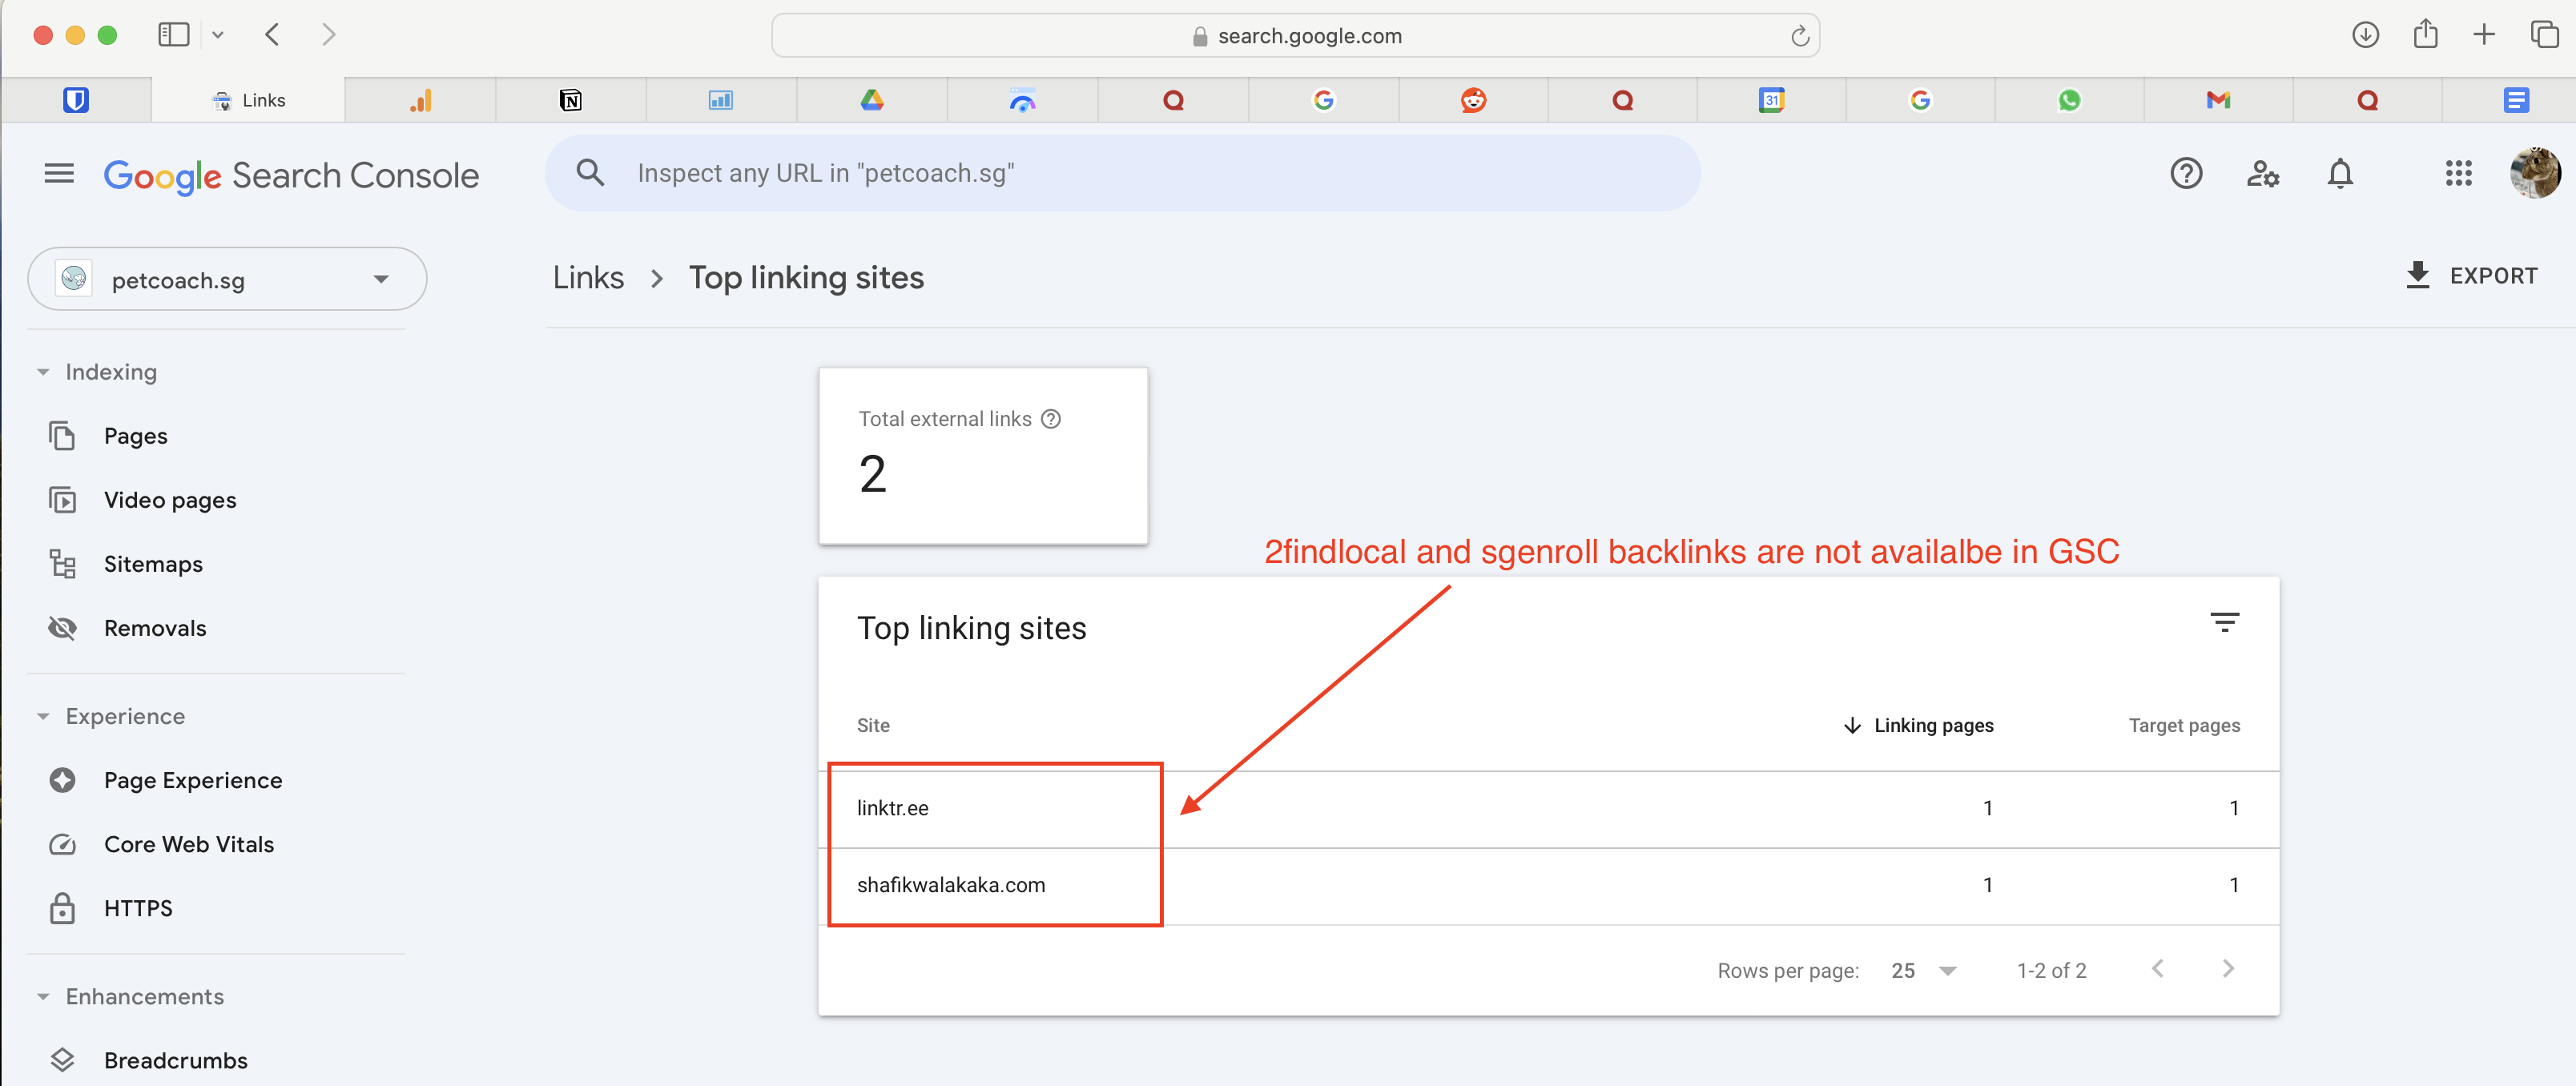 search.google.com
Links
31
Google Search Console
Inspect any URL in "petcoach.sg"
petcoach.sg
Links > Top linking sites
EXPORT
Indexing
Pages
Video pages
Sitemaps
Removals
Experience
Page Experience
Core Web Vitals
HTTPS
Enhancements
Breadcrumbs
Total external links
2
2findlocal and sgenroll backlinks are not availalbe in GSC
Top linking sites
Site
Linking pages
Target pages
linktr.ee
1
1
shafikwalakaka.com
1
1
Rows per page:
25
1-2 of 2